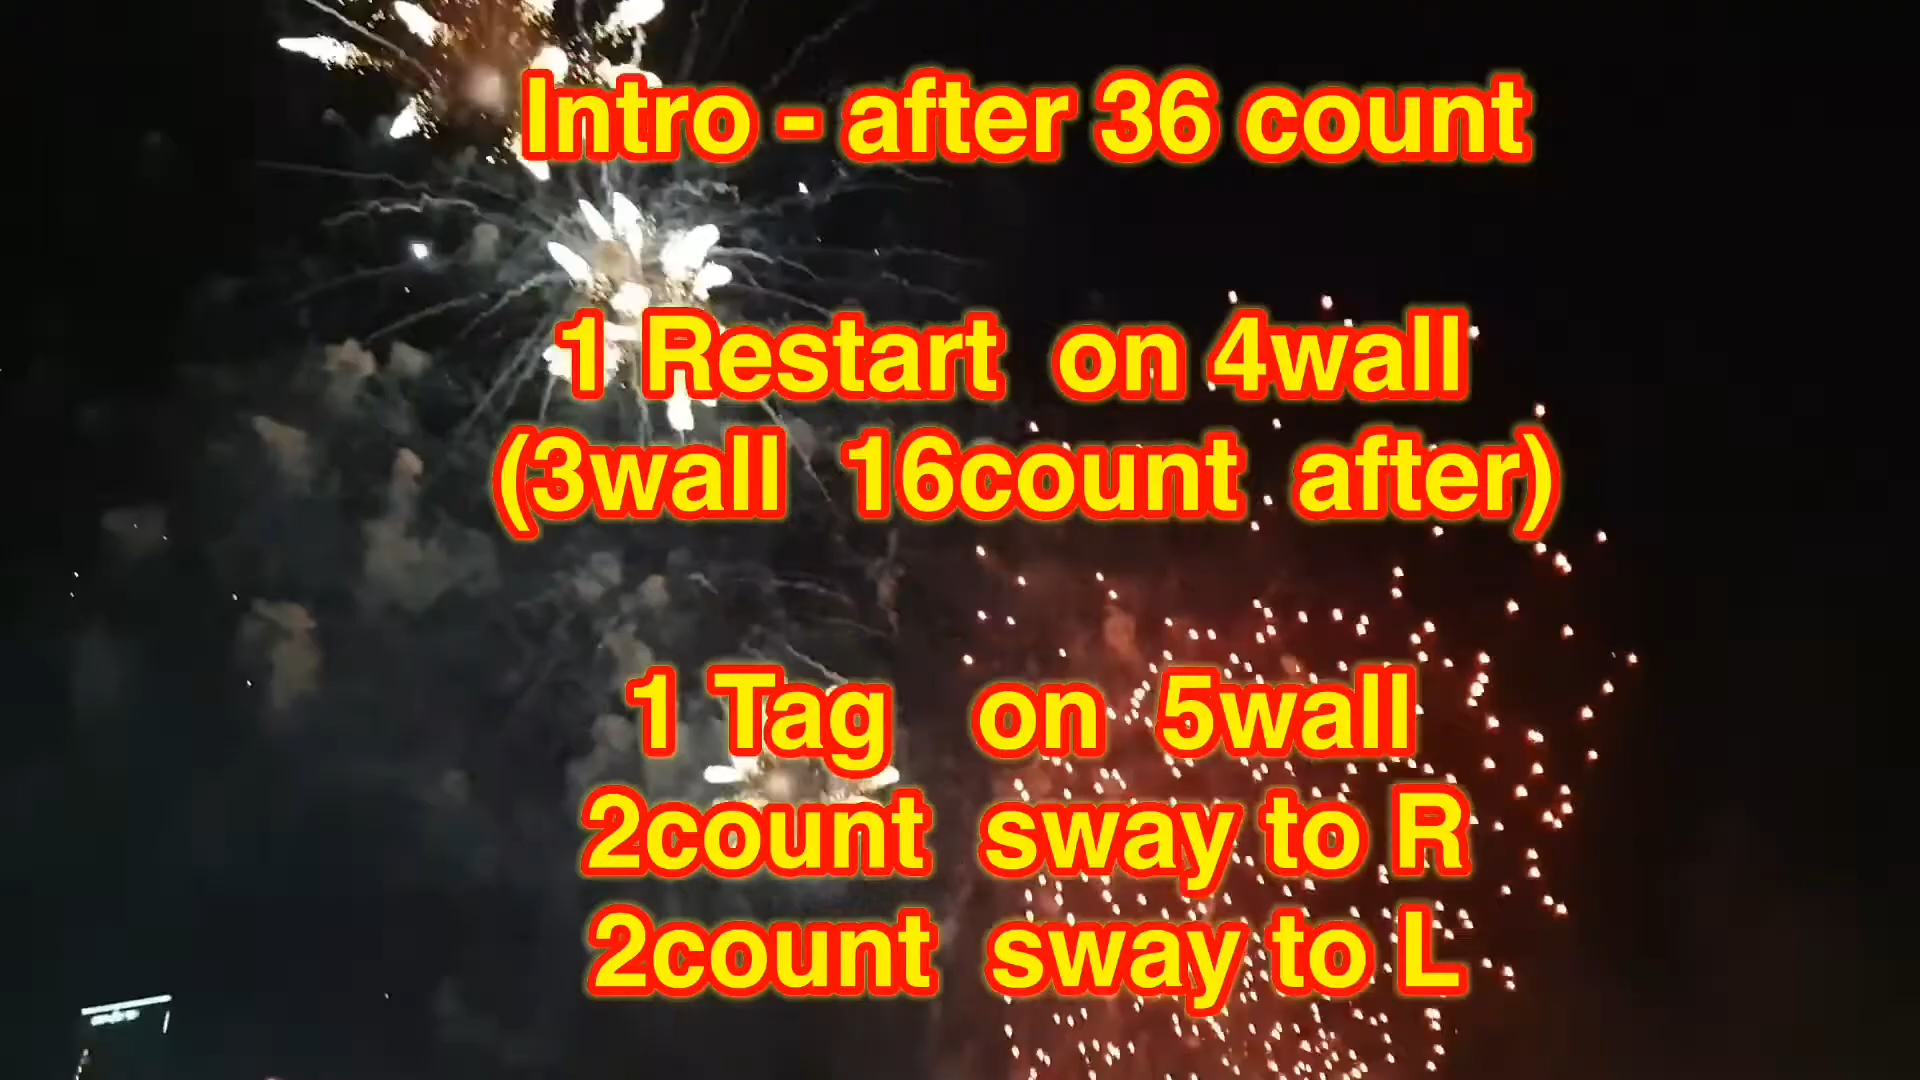 Intro - after 36 count
1 Restart on 4wall
(3wall 16count after)
1 Tag on 5wall
2count sway to R
2count sway to L